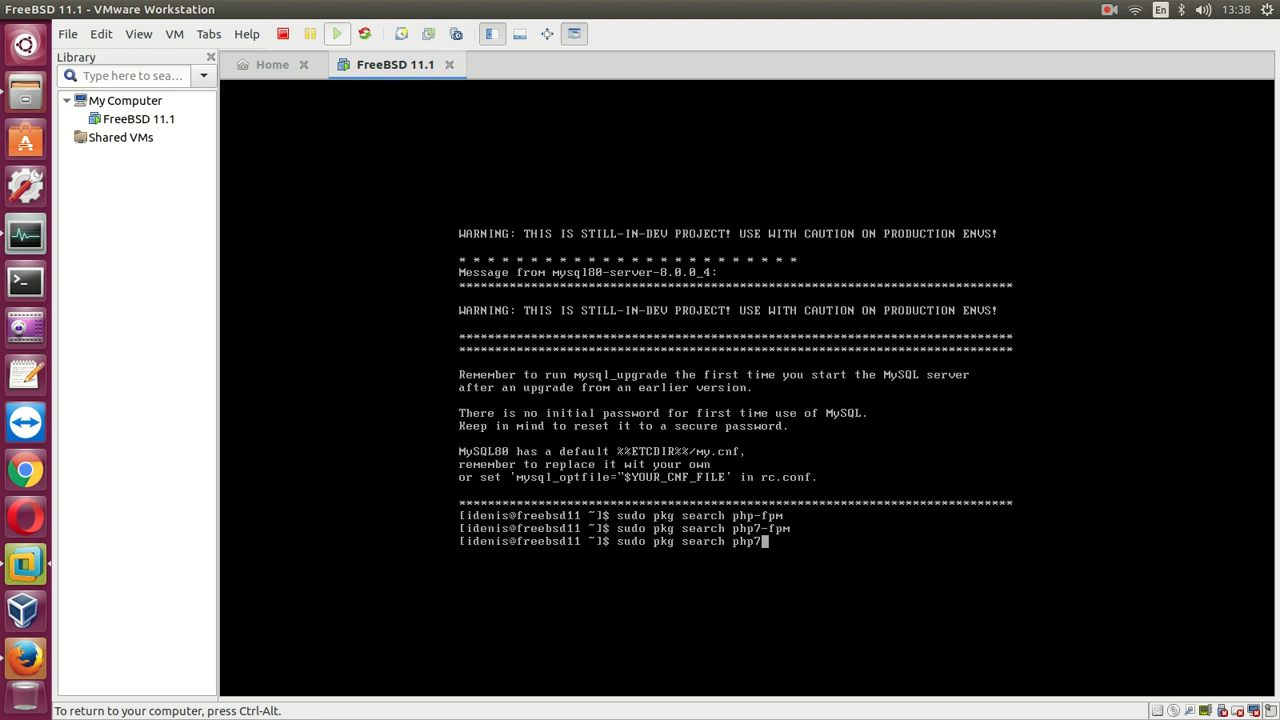 FreeBSD 11.1 - VMware Workstation
En
13:38
File Edit View VM Tabs Help
Library
Type here to sea...
My Computer
FreeBSD 11.1
Shared VMs
Home
FreeBSD 11.1
WARNING: THIS IS STILL-IN-DEV PROJECT! USE WITH CAUTION ON PRODUCTION ENVS!
* * * * * * * * * * * * * * * * * * * * * * * *
Message from mysql80-server-8.0.0_4:
*****************************************************************************
WARNING: THIS IS STILL-IN-DEV PROJECT! USE WITH CAUTION ON PRODUCTION ENVS!
*****************************************************************************
*****************************************************************************
Remember to run mysql_upgrade the first time you start the MySQL server
after an upgrade from an earlier version.
There is no initial password for first time use of MySQL.
Keep in mind to reset it to a secure password.
MySQL80 has a default %%ETCDIR%%/my.cnf,
remember to replace it wit your own
or set `mysql_optfile="$YOUR_CNF_FILE' in rc.conf.
*****************************************************************************
[idenis@freebsd11 ~]$ sudo pkg search php-fpm
[idenis@freebsd11 ~]$ sudo pkg search php7-fpm
[idenis@freebsd11 ~]$ sudo pkg search php7
To return to your computer, press Ctrl-Alt.